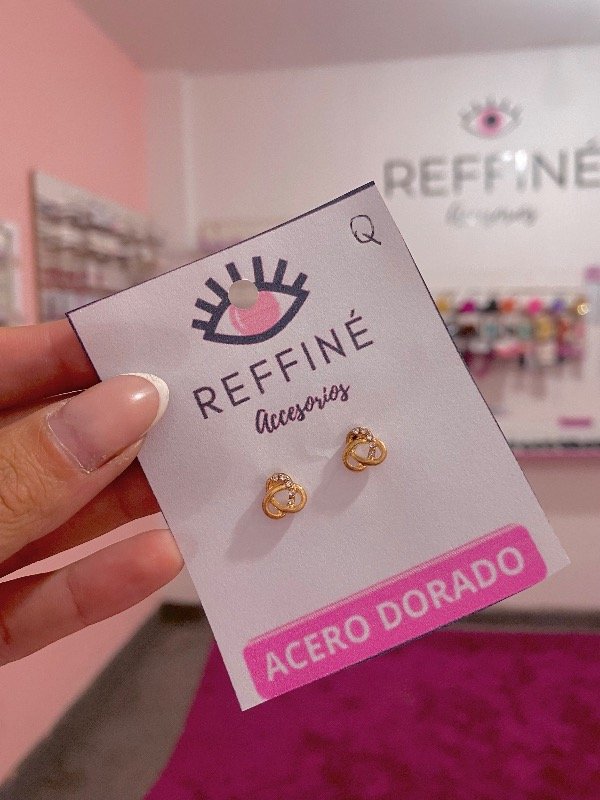 REFFINÉ
Accesorios
Q
REFFINÉ
Accesorios
ACERO DORADO